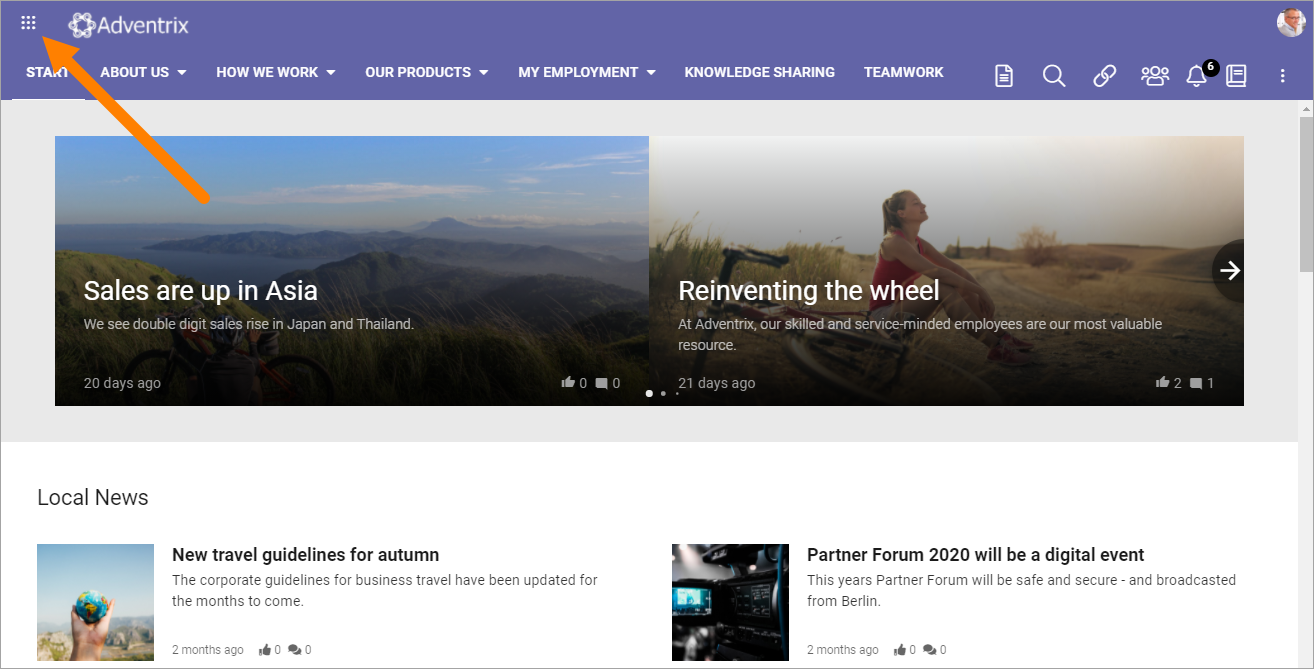 Adventrix
START
ABOUT US
HOW WE WORK
OUR PRODUCTS
MY EMPLOYMENT
KNOWLEDGE SHARING
TEAMWORK
6
Sales are up in Asia
We see double digit sales rise in Japan and Thailand.
20 days ago
0 0
Reinventing the wheel
At Adventrix, our skilled and service-minded employees are our most valuable
resource.
21 days ago
2 1
Local News
New travel guidelines for autumn
The corporate guidelines for business travel have been updated for
the months to come.
2 months ago 0 0
Partner Forum 2020 will be a digital event
This years Partner Forum will be safe and secure - and broadcasted
from Berlin.
2 months ago 0 0